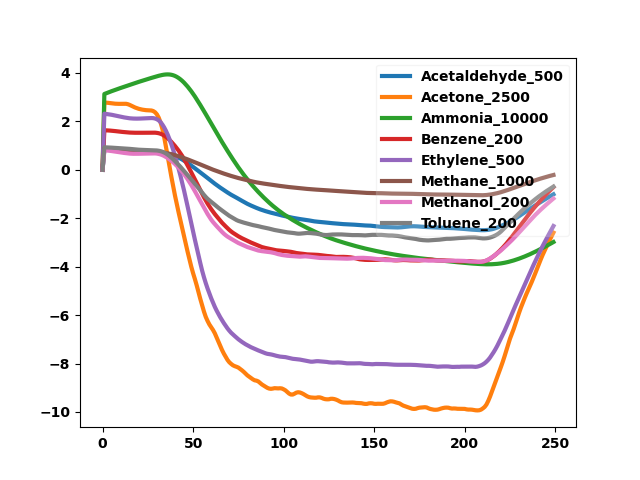 4
2
0
−2
−4
−6
−8
−10
0
50
100
150
200
250
Acetaldehyde_500
Acetone_2500
Ammonia_10000
Benzene_200
Ethylene_500
Methane_1000
Methanol_200
Toluene_200